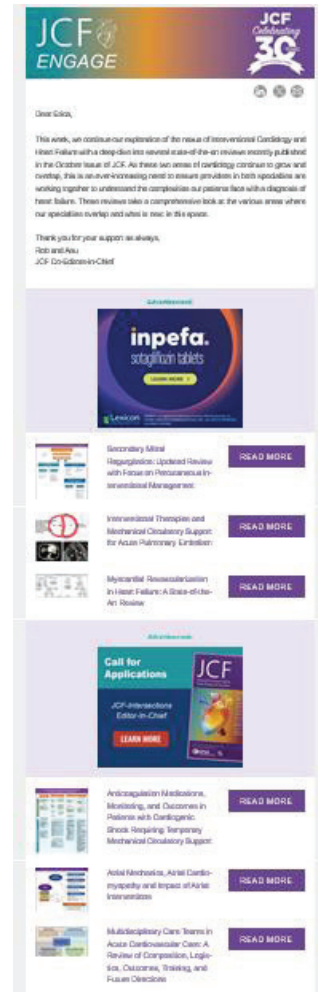 JCF
ENGAGE
JCF
Celebrating
30
Dear Erica,
This week, we continue our exploration of the nexus of Interventional Cardiology and
Heart Failure with a deep dive into several state-of-the-art reviews recently published
in the October issue of JCF. As these two areas of cardiology continue to grow and
overlap, this is an ever-increasing need to ensure providers in both specialties are
working together to understand the complexities our patients face with a diagnosis of
heart failure. These reviews take a comprehensive look at the various areas where
our specialties overlap and what is new in this space.
Thank you for your support as always,
Rob and Anu
JCF Co-Editors-in-Chief
Advertisement
inpefa.
sotagliflozin tablets
LEARN MORE
Lexicon
Secondary Mitral
Regurgitation: Updated Review
with Focus on Percutaneous In-
terventional Management
READ MORE
Interventional Therapies and
Mechanical Circulatory Support
for Acute Pulmonary Embolism
READ MORE
Myocardial Revascularization
in Heart Failure: A State-of-the-
Art Review
READ MORE
Advertisement
Call for
Applications
JCF-Intersections
Editor-in-Chief
LEARN MORE
JCF
Anticoagulation Medications,
Monitoring, and Outcomes in
Patients with Cardiogenic
Shock Requiring Temporary
Mechanical Circulatory Support
READ MORE
Atrial Mechanics, Atrial Cardio-
myopathy and Impact of Atrial
Interventions
READ MORE
Multidisciplinary Care Teams in
Acute Cardiovascular Care: A
Review of Composition, Logis-
tics, Outcomes, Training, and
Future Directions
READ MORE